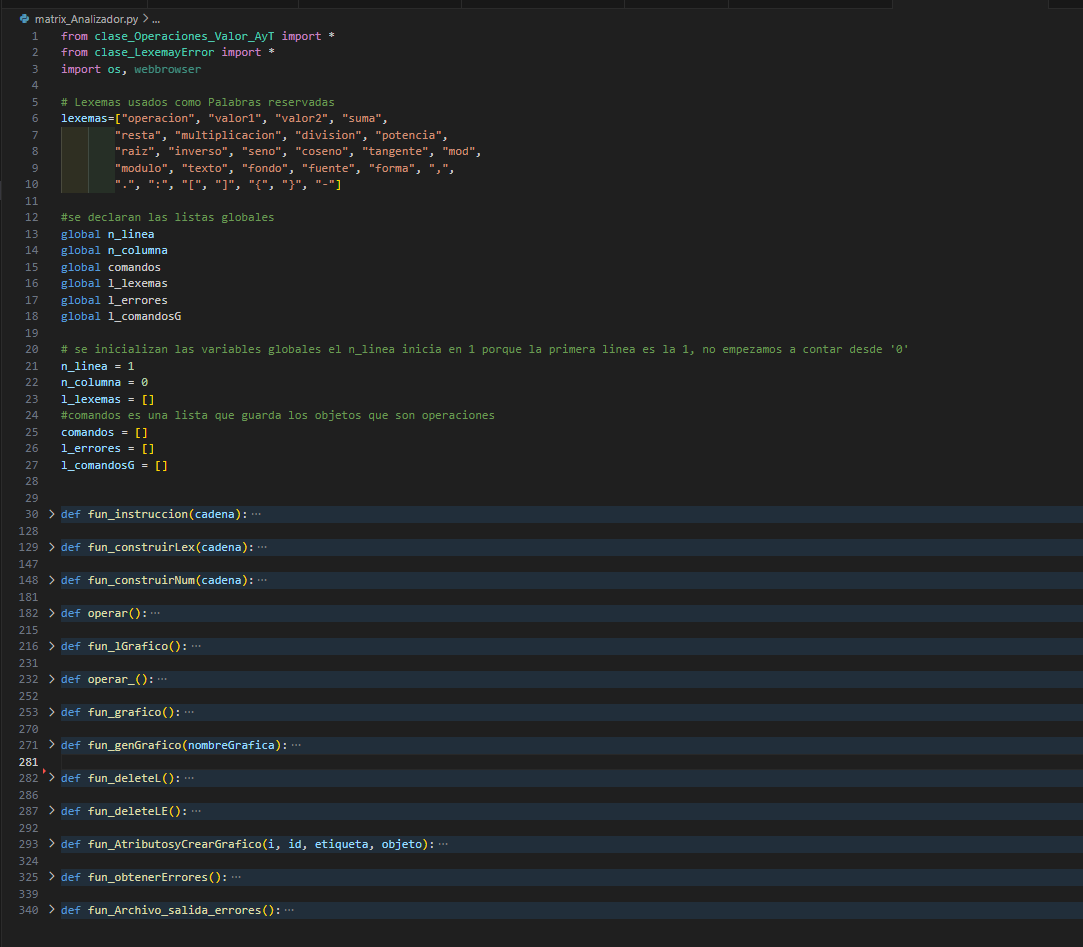 matrix_Analizador.py > ...
1 from clase_Operaciones_Valor_AyT import *
2 from clase_LexemayError import *
3 import os, webbrowser
4
5 # Lexemas usados como Palabras reservadas
6 lexemas=["operacion", "valor1", "valor2", "suma",
7 "resta", "multiplicacion", "division", "potencia",
8 "raiz", "inverso", "seno", "coseno", "tangente", "mod",
9 "modulo", "texto", "fondo", "fuente", "forma", ",",
10 ".", ":", "[", "]", "{", "}", "-"]
11
12 #se declaran las listas globales
13 global n_linea
14 global n_columna
15 global comandos
16 global l_lexemas
17 global l_errores
18 global l_comandosG
19
20 # se inicializan las variables globales el n_linea inicia en 1 porque la primera linea es la 1, no empezamos a contar desde '0'
21 n_linea = 1
22 n_columna = 0
23 l_lexemas = []
24 #comandos es una lista que guarda los objetos que son operaciones
25 comandos = []
26 l_errores = []
27 l_comandosG = []
28
29
30 > def fun_instruccion(cadena): ...
128
129 > def fun_construirLex(cadena): ...
147
148 > def fun_construirNum(cadena): ...
181
182 > def operar(): ...
215
216 > def fun_lGrafico(): ...
231
232 > def operar_(): ...
252
253 > def fun_grafico(): ...
270
271 > def fun_genGrafico(nombreGrafica): ...
281
282 > def fun_deleteL(): ...
286
287 > def fun_deleteLE(): ...
292
293 > def fun_AtributosyCrearGrafico(i, id, etiqueta, objeto): ...
324
325 > def fun_obtenerErrores(): ...
339
340 > def fun_Archivo_salida_errores(): ...